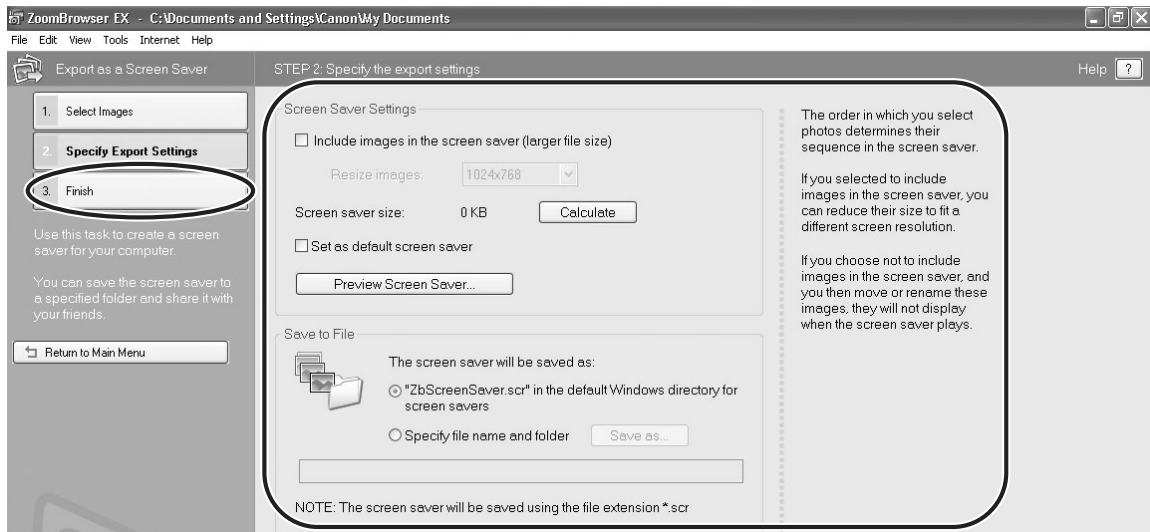 ZoomBrowser EX - C:\Documents and Settings\Canon\My Documents
File Edit View Tools Internet Help
Export as a Screen Saver
STEP 2: Specify the export settings
Help ?
1. Select Images
2. Specify Export Settings
3. Finish
Use this task to create a screen
saver for your computer.
You can save the screen saver to
a specified folder and share it with
your friends.
Return to Main Menu
Screen Saver Settings
Include images in the screen saver (larger file size)
Resize images: 1024x768
Screen saver size: 0 KB Calculate
Set as default screen saver
Preview Screen Saver...
Save to File
The screen saver will be saved as:
"ZbScreenSaver.scr" in the default Windows directory for
screen savers
Specify file name and folder Save as...
NOTE: The screen saver will be saved using the file extension *.scr
The order in which you select
photos determines their
sequence in the screen saver.
If you selected to include
images in the screen saver, you
can reduce their size to fit a
different screen resolution.
If you choose not to include
images in the screen saver, and
you then move or rename these
images, they will not display
when the screen saver plays.